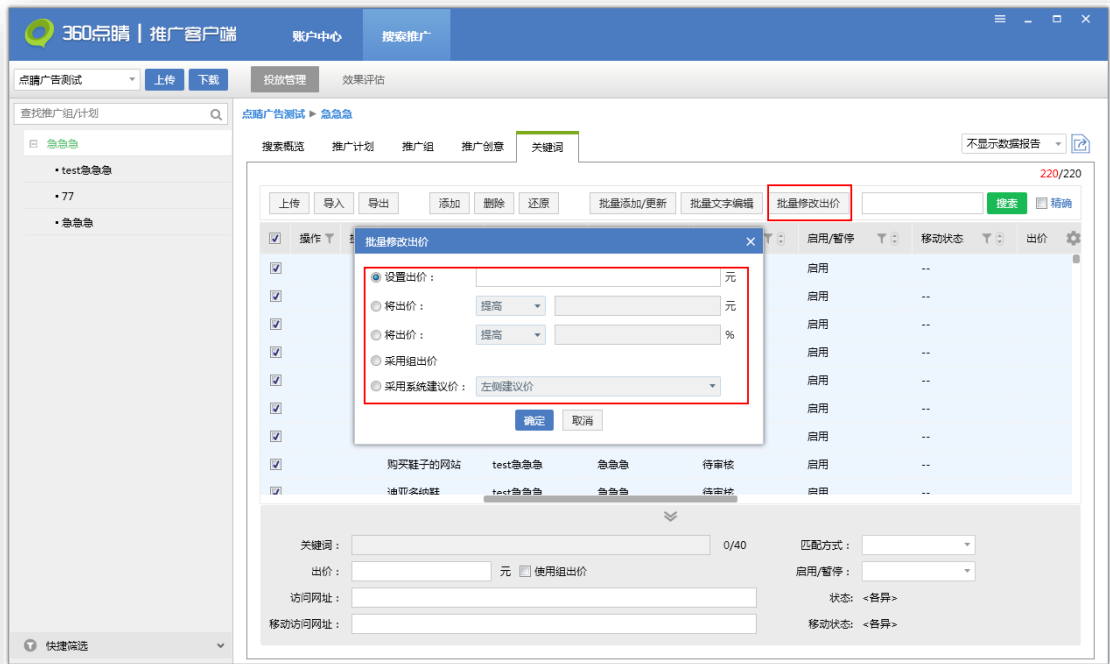 360点睛 | 推广客户端
账户中心
搜索推广
点睛广告测试
上传
下载
投放管理
效果评估
查找推广组/计划
急急急
•test急急急
•77
•急急急
快捷筛选
点睛广告测试 ▶ 急急急
搜索概览
推广计划
推广组
推广创意
关键词
不显示数据报告
220/220
上传
导入
导出
添加
删除
还原
批量添加/更新
批量文字编辑
批量修改出价
搜索
精确
操作
启用/暂停
移动状态
出价
启用 --
启用 --
启用 --
启用 --
启用 --
启用 --
启用 --
购买鞋子的网站 test急急急 急急急 待审核 启用 --
迪亚多纳鞋 test急急急 急急急 待审核 启用 --
批量修改出价
设置出价： 元
将出价： 提高 元
将出价： 提高 %
采用组出价
采用系统建议价： 左侧建议价
确定
取消
关键词： 0/40
匹配方式：
出价： 元 使用组出价
启用/暂停：
访问网址：
状态: <各异>
移动访问网址：
移动状态: <各异>